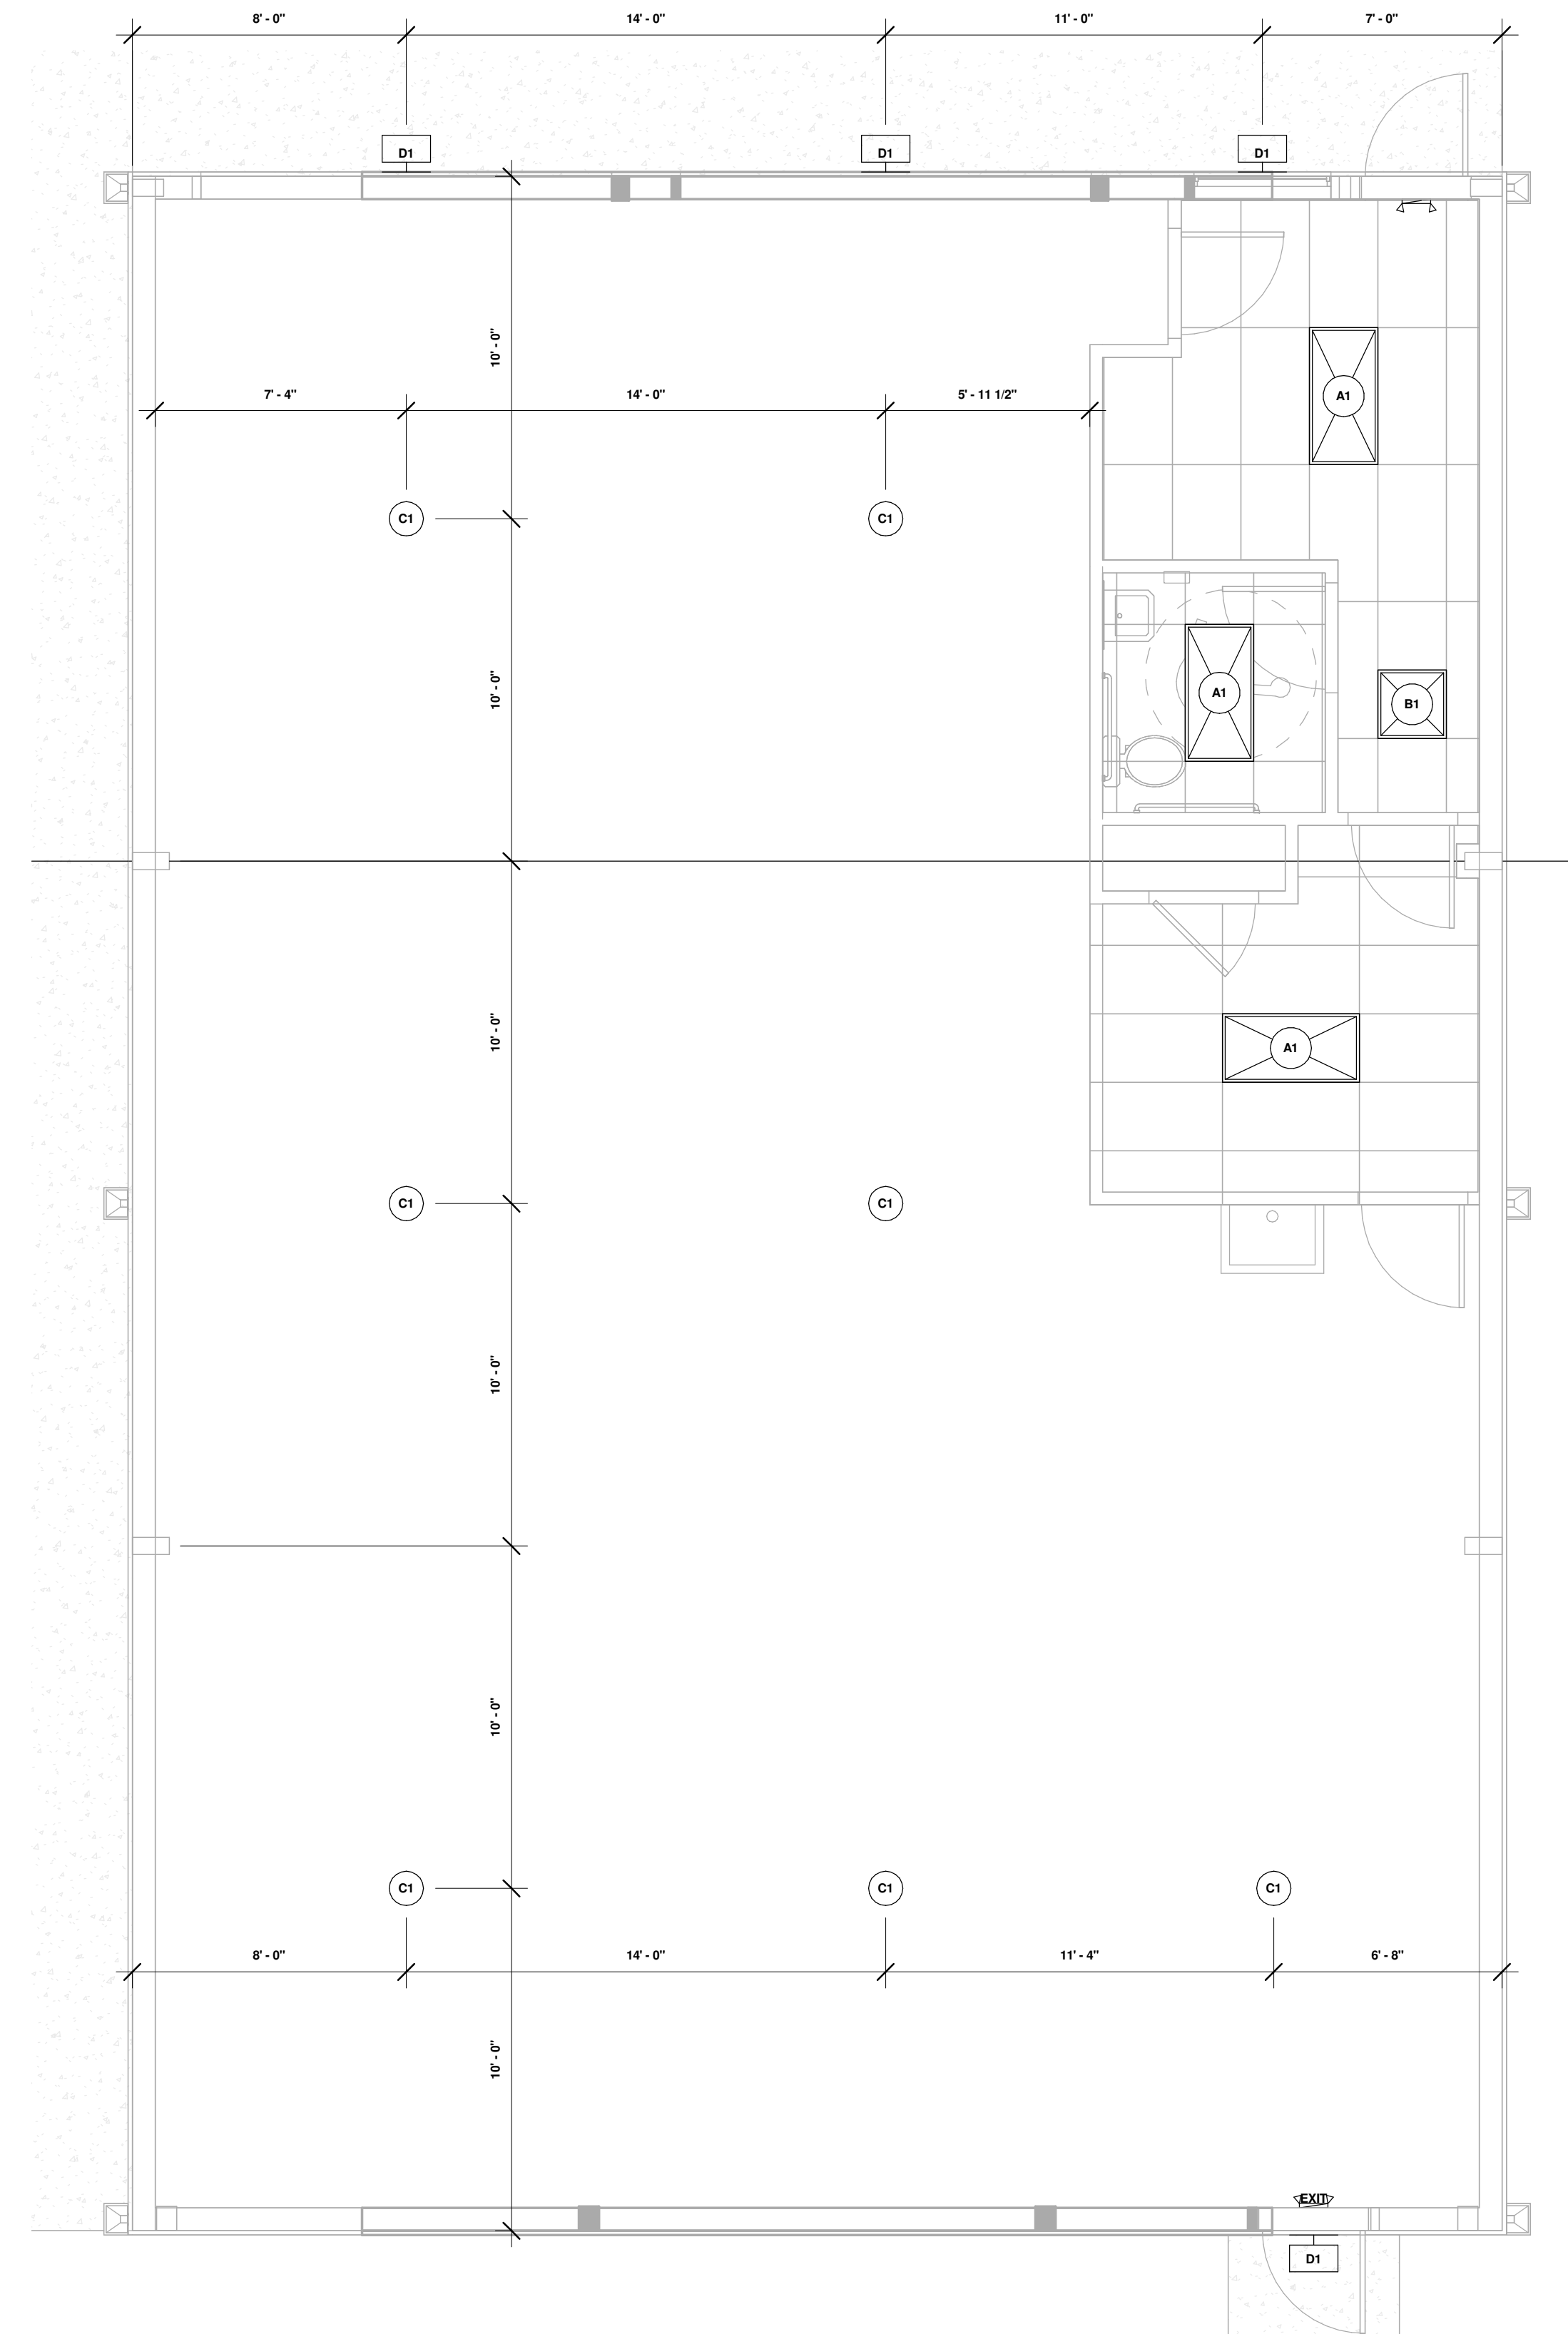 8' - 0" 14' - 0" 11' - 0" 7' - 0"
D1 D1 D1
10' - 0"
7' - 4" 14' - 0" 5' - 11 1/2"
A1
C1 C1
10' - 0"
A1
B1
10' - 0"
A1
C1 C1
10' - 0"
10' - 0"
C1 C1 C1
8' - 0" 14' - 0" 11' - 4" 6' - 8"
10' - 0"
EXIT
D1